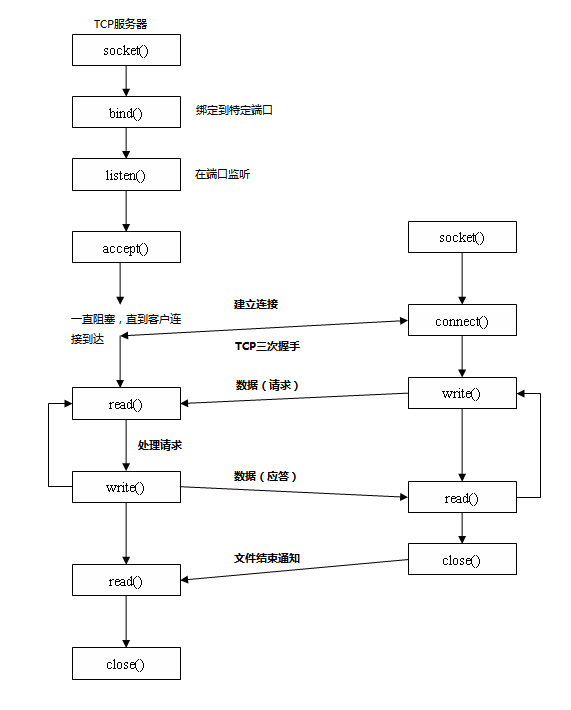 TCP服务器
socket()
bind()
绑定到特定端口
listen()
在端口监听
accept()
socket()
一直阻塞，直到客户连
接到达
建立连接
connect()
TCP三次握手
数据（请求）
write()
read()
处理请求
数据（应答）
write()
read()
文件结束通知
close()
read()
close()